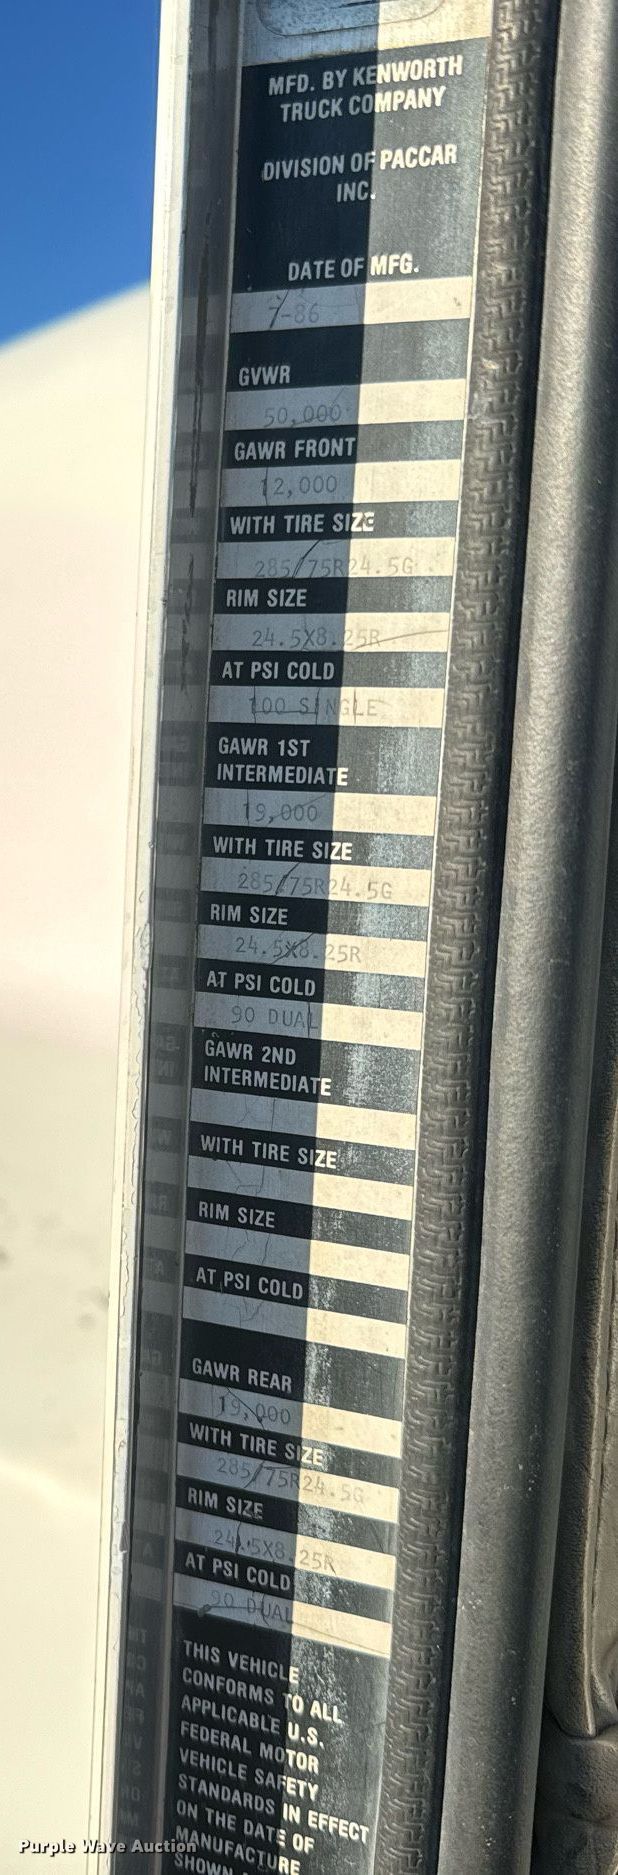 MFD. BY KENWORTH
TRUCK COMPANY
DIVISION OF PACCAR
INC.
DATE OF MFG.
7-86
GVWR
50,000
GAWR FRONT
12,000
WITH TIRE SIZE
285/75R24.5G
RIM SIZE
24.5X8.25R
AT PSI COLD
100 SINGLE
GAWR 1ST
INTERMEDIATE
19,000
WITH TIRE SIZE
285/75R24.5G
RIM SIZE
24.5X8.25R
AT PSI COLD
90 DUAL
GAWR 2ND
INTERMEDIATE
WITH TIRE SIZE
RIM SIZE
AT PSI COLD
GAWR REAR
19,000
WITH TIRE SIZE
285/75R24.5G
RIM SIZE
24.5X8.25R
AT PSI COLD
90 DUAL
THIS VEHICLE
CONFORMS TO ALL
APPLICABLE U.S.
FEDERAL MOTOR
VEHICLE SAFETY
STANDARDS IN EFFECT
ON THE DATE OF
MANUFACTURE
SHOWN
Purple Wave Auction